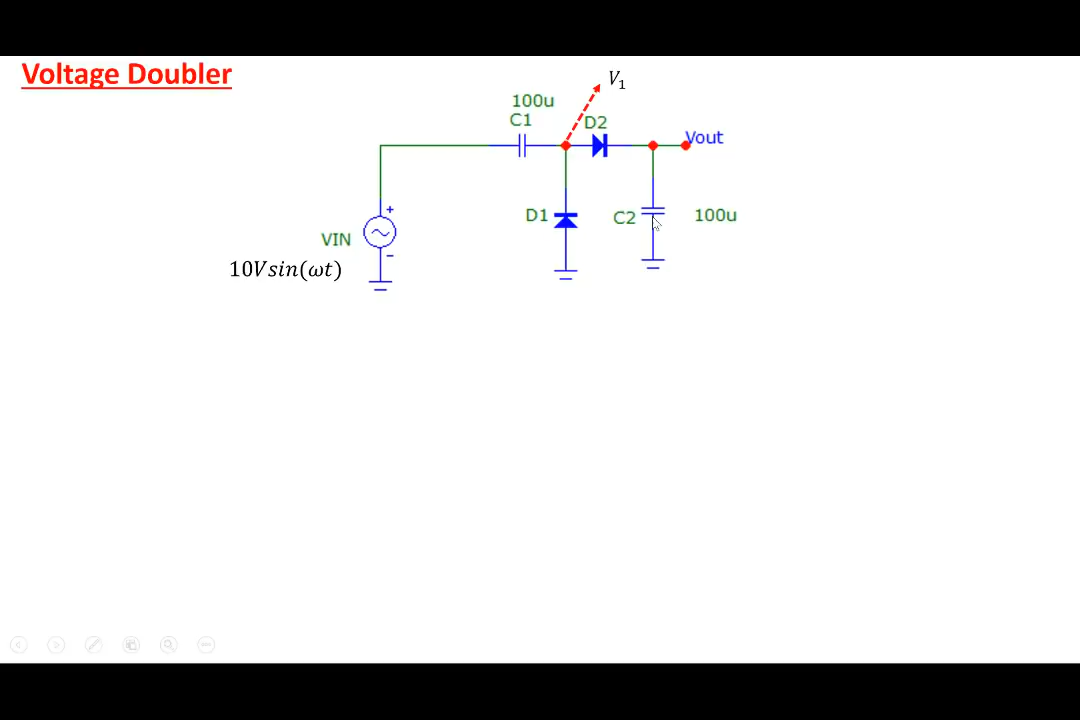 Voltage Doubler
V₁
100u
C1
D2
Vout
D1
C2
100u
+
VIN
-
10Vsin(ωt)